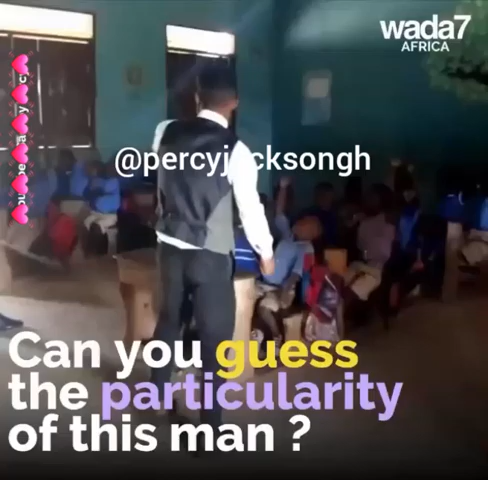 wada7
AFRICA
@percyjacksongh
Can you guess
the particularity
of this man ?